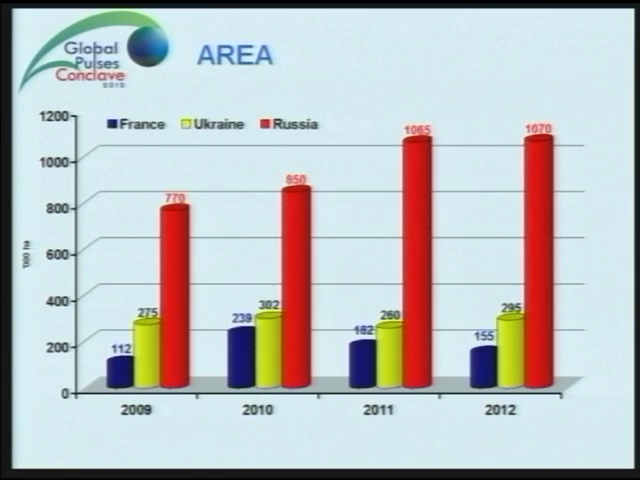 Global
Pulses
Conclave
AREA
France Ukraine Russia
1200
1000
800
600
400
200
0
'000 ha
112 275 770
239 302 850
182 260 1065
155 295 1070
2009 2010 2011 2012